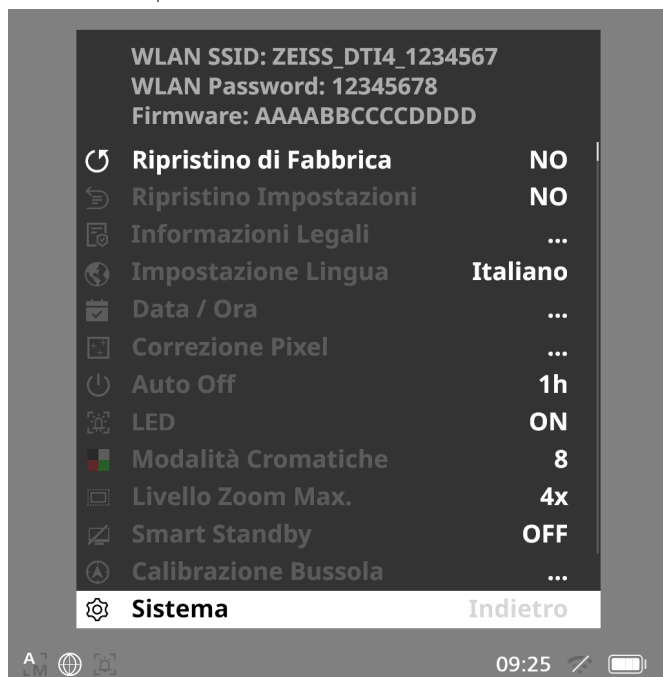 WLAN SSID: ZEISS_DTI4_1234567
WLAN Password: 12345678
Firmware: AAAABBCCCCDDDD
Ripristino di Fabbrica NO
Ripristino Impostazioni NO
Informazioni Legali ...
Impostazione Lingua Italiano
Data / Ora ...
Correzione Pixel ...
Auto Off 1h
LED ON
Modalità Cromatiche 8
Livello Zoom Max. 4x
Smart Standby OFF
Calibrazione Bussola ...
Sistema Indietro
A M 09:25